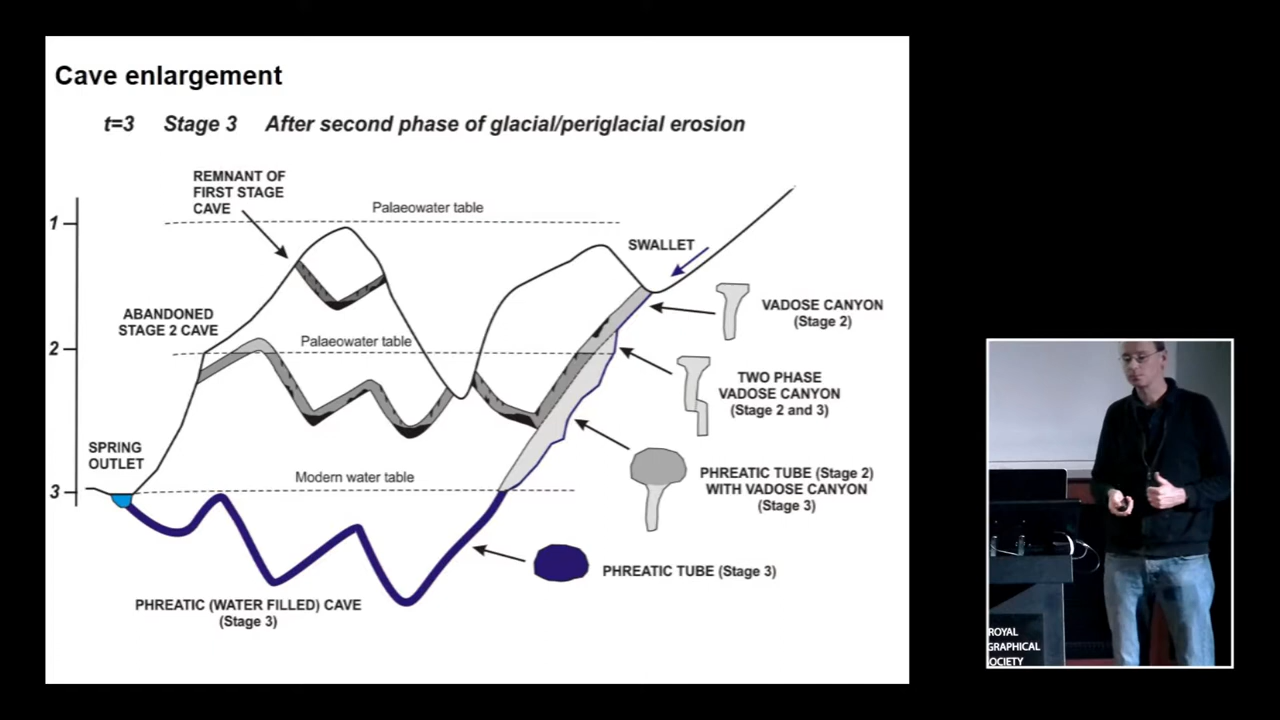 Cave enlargement
t=3 Stage 3 After second phase of glacial/periglacial erosion
REMNANT OF
FIRST STAGE
CAVE
Palaeowater table
1
SWALLET
VADOSE CANYON
(Stage 2)
ABANDONED
STAGE 2 CAVE
Palaeowater table
2
TWO PHASE
VADOSE CANYON
(Stage 2 and 3)
SPRING
OUTLET
Modern water table
3
PHREATIC TUBE (Stage 2)
WITH VADOSE CANYON
(Stage 3)
PHREATIC TUBE (Stage 3)
PHREATIC (WATER FILLED) CAVE
(Stage 3)
ROYAL
GRAPHICAL
OCIETY